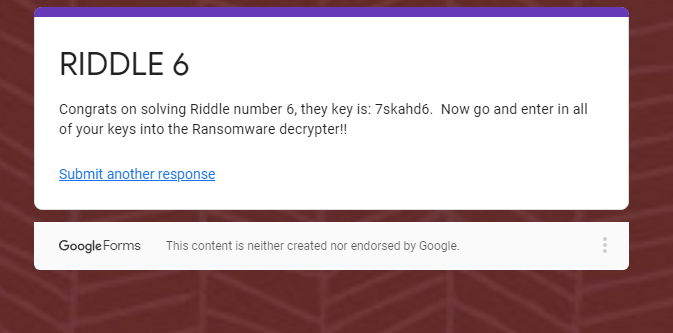 RIDDLE 6
Congrats on solving Riddle number 6, they key is: 7skahd6.  Now go and enter in all
of your keys into the Ransomware decrypter!!
Submit another response
Google Forms This content is neither created nor endorsed by Google.